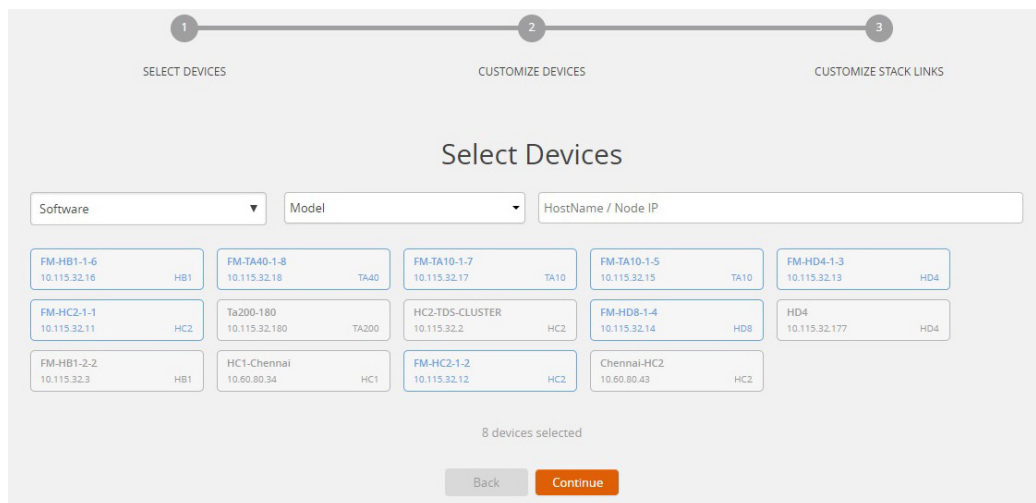 1 2 3
SELECT DEVICES CUSTOMIZE DEVICES CUSTOMIZE STACK LINKS
Select Devices
Software Model HostName / Node IP
FM-HB1-1-6 FM-TA40-1-8 FM-TA10-1-7 FM-TA10-1-5 FM-HD4-1-3
10.115.32.16 HB1 10.115.32.18 TA40 10.115.32.17 TA10 10.115.32.15 TA10 10.115.32.13 HD4
FM-HC2-1-1 Ta200-180 HC2-TDS-CLUSTER FM-HD8-1-4 HD4
10.115.32.11 HC2 10.115.32.180 TA200 10.115.32.2 HC2 10.115.32.14 HD8 10.115.32.177 HD4
FM-HB1-2-2 HC1-Chennai FM-HC2-1-2 Chennai-HC2
10.115.32.3 HB1 10.60.80.34 HC1 10.115.32.12 HC2 10.60.80.43 HC2
8 devices selected
Back Continue